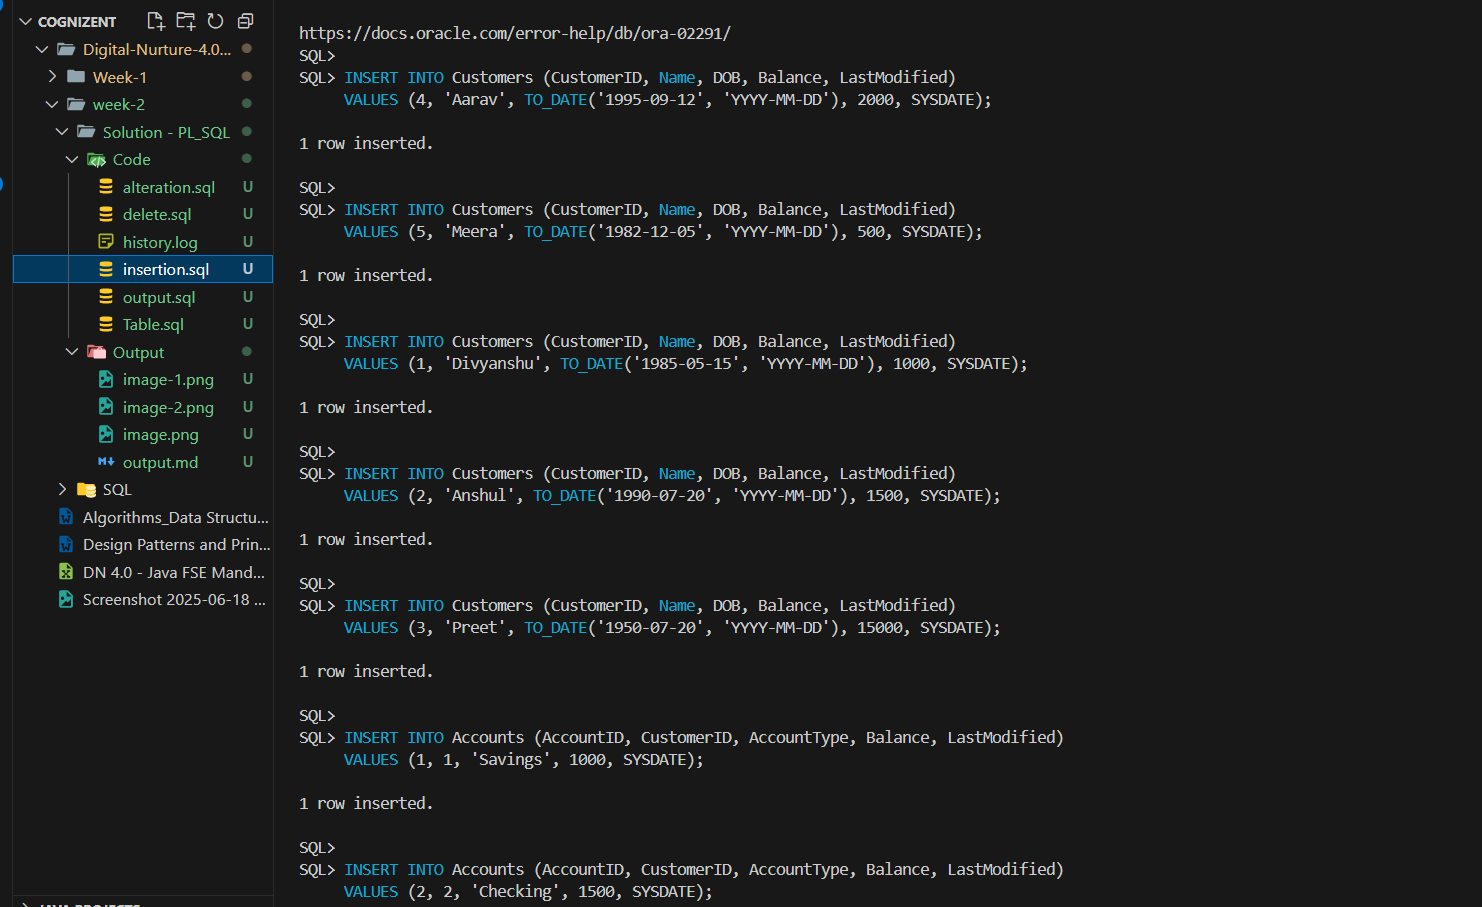 COGNIZENT
Digital-Nurture-4.0...
Week-1
week-2
Solution - PL_SQL
Code
alteration.sql U
delete.sql U
history.log U
insertion.sql U
output.sql U
Table.sql U
Output
image-1.png U
image-2.png U
image.png U
output.md U
SQL
Algorithms_Data Structu...
Design Patterns and Prin...
DN 4.0 - Java FSE Mand...
Screenshot 2025-06-18 ...
JAVA PROJECTS
https://docs.oracle.com/error-help/db/ora-02291/
SQL>
SQL> INSERT INTO Customers (CustomerID, Name, DOB, Balance, LastModified)
VALUES (4, 'Aarav', TO_DATE('1995-09-12', 'YYYY-MM-DD'), 2000, SYSDATE);
1 row inserted.
SQL>
SQL> INSERT INTO Customers (CustomerID, Name, DOB, Balance, LastModified)
VALUES (5, 'Meera', TO_DATE('1982-12-05', 'YYYY-MM-DD'), 500, SYSDATE);
1 row inserted.
SQL>
SQL> INSERT INTO Customers (CustomerID, Name, DOB, Balance, LastModified)
VALUES (1, 'Divyanshu', TO_DATE('1985-05-15', 'YYYY-MM-DD'), 1000, SYSDATE);
1 row inserted.
SQL>
SQL> INSERT INTO Customers (CustomerID, Name, DOB, Balance, LastModified)
VALUES (2, 'Anshul', TO_DATE('1990-07-20', 'YYYY-MM-DD'), 1500, SYSDATE);
1 row inserted.
SQL>
SQL> INSERT INTO Customers (CustomerID, Name, DOB, Balance, LastModified)
VALUES (3, 'Preet', TO_DATE('1950-07-20', 'YYYY-MM-DD'), 15000, SYSDATE);
1 row inserted.
SQL>
SQL> INSERT INTO Accounts (AccountID, CustomerID, AccountType, Balance, LastModified)
VALUES (1, 1, 'Savings', 1000, SYSDATE);
1 row inserted.
SQL>
SQL> INSERT INTO Accounts (AccountID, CustomerID, AccountType, Balance, LastModified)
VALUES (2, 2, 'Checking', 1500, SYSDATE);